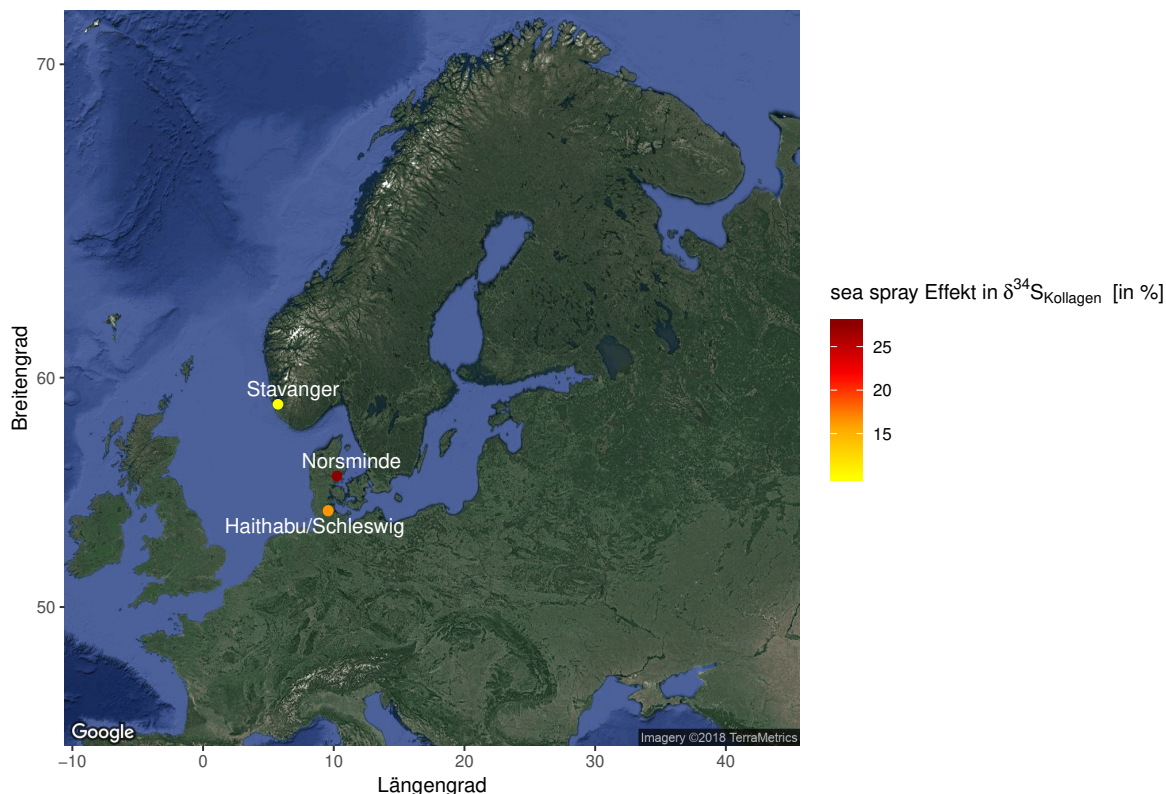 70
60
50
Breitengrad
Stavanger
Norsminde
Haithabu/Schleswig
Google
Imagery ©2018 TerraMetrics
−10 0 10 20 30 40
Längengrad
sea spray Effekt in δ³⁴S_Kollagen [in %]
25
20
15